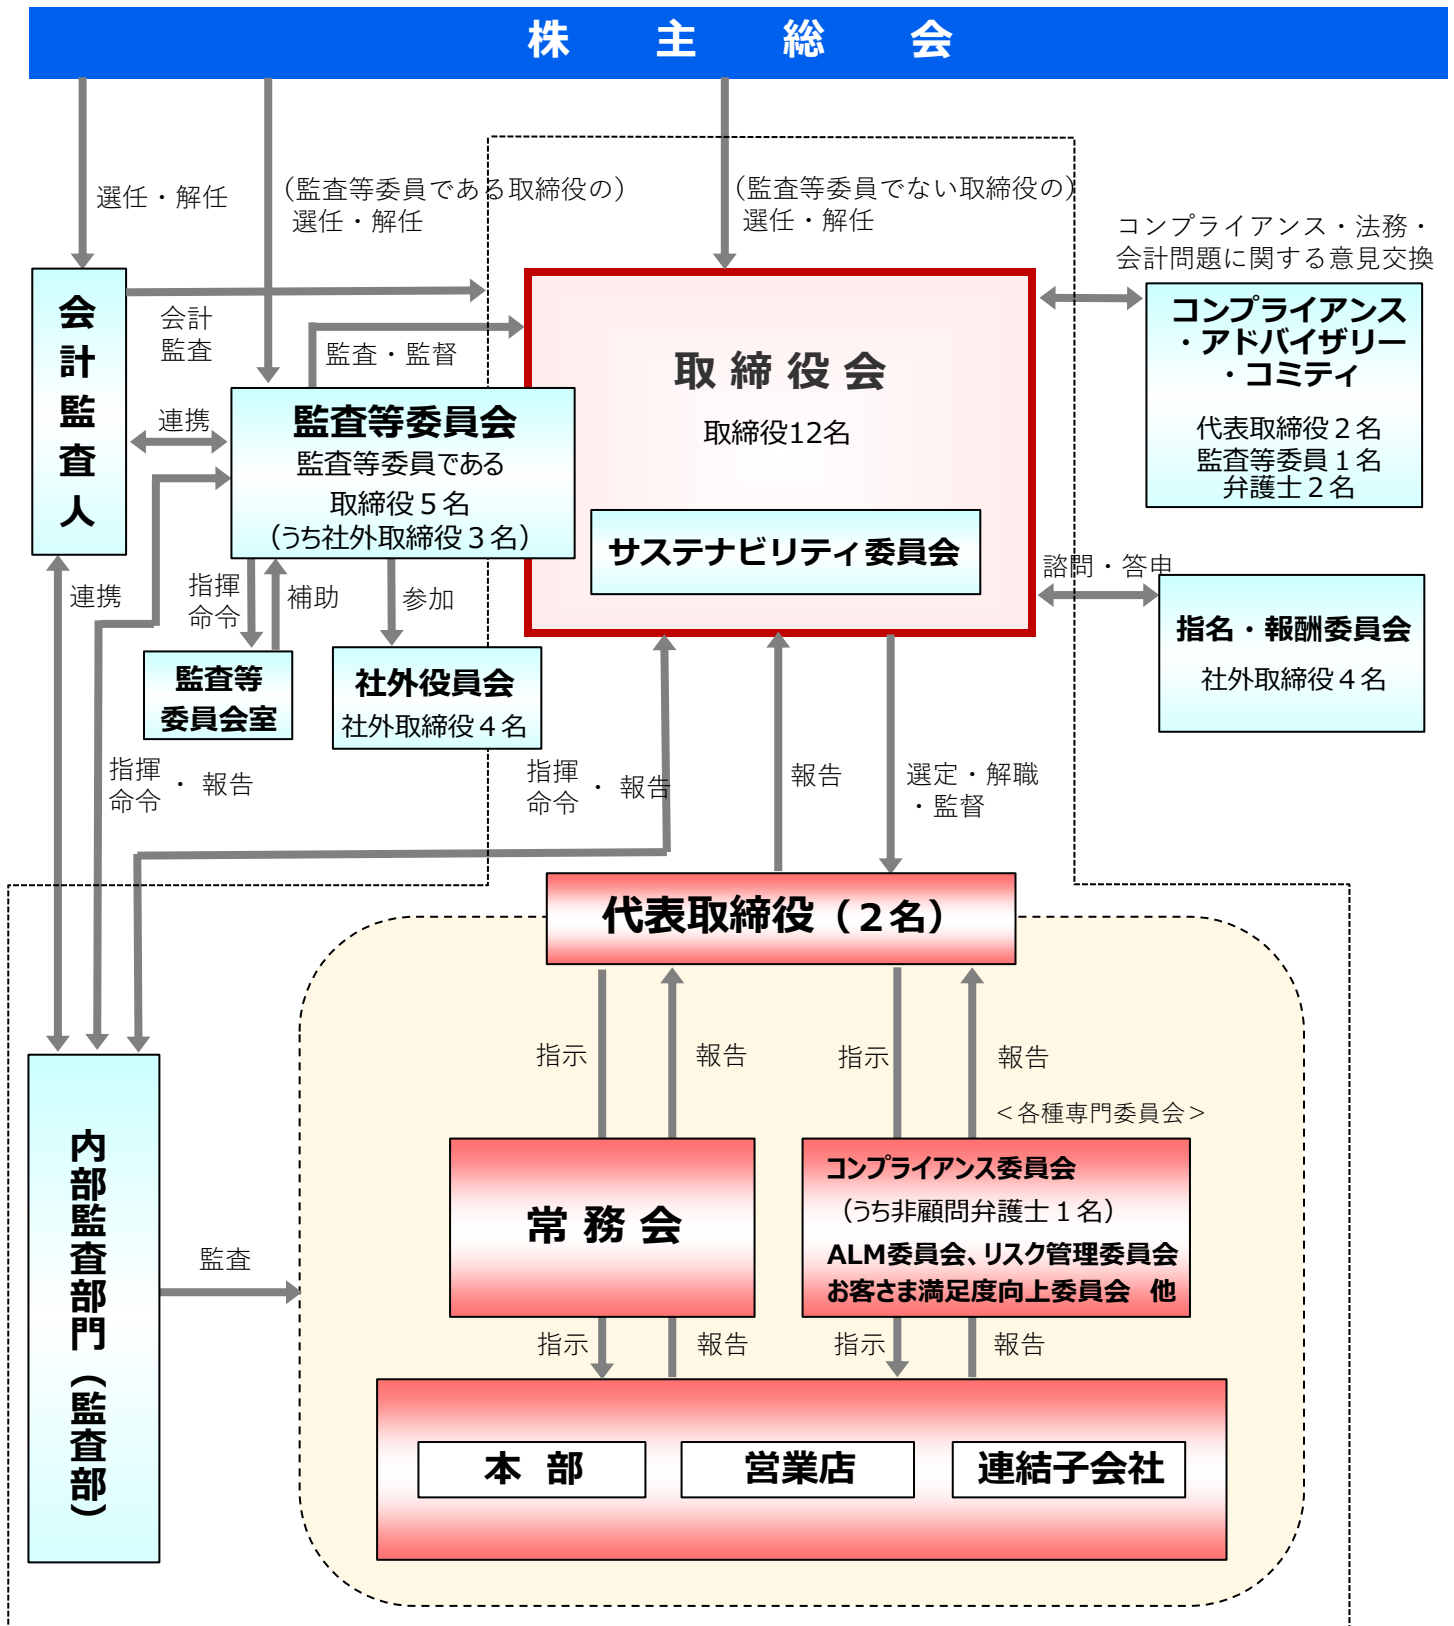 株主総会
選任・解任
（監査等委員である取締役の）
選任・解任
（監査等委員でない取締役の）
選任・解任
コンプライアンス・法務・
会計問題に関する意見交換
会計監査人
会計
監査
監査・監督
連携
監査等委員会
監査等委員である
取締役５名
（うち社外取締役３名）
取締役会
取締役12名
サステナビリティ委員会
コンプライアンス
・アドバイザリー
・コミティ
代表取締役２名
監査等委員１名
弁護士２名
諮問・答申
指名・報酬委員会
社外取締役４名
連携
指揮
命令
補助
参加
監査等
委員会室
社外役員会
社外取締役４名
指揮
命令
・報告
指揮
命令
・報告
報告
選定・解職
・監督
代表取締役（２名）
指示
報告
指示
報告
＜各種専門委員会＞
内部監査部門（監査部）
監査
常務会
コンプライアンス委員会
（うち非顧問弁護士１名）
ALM委員会、リスク管理委員会
お客さま満足度向上委員会 他
指示
報告
指示
報告
本部
営業店
連結子会社